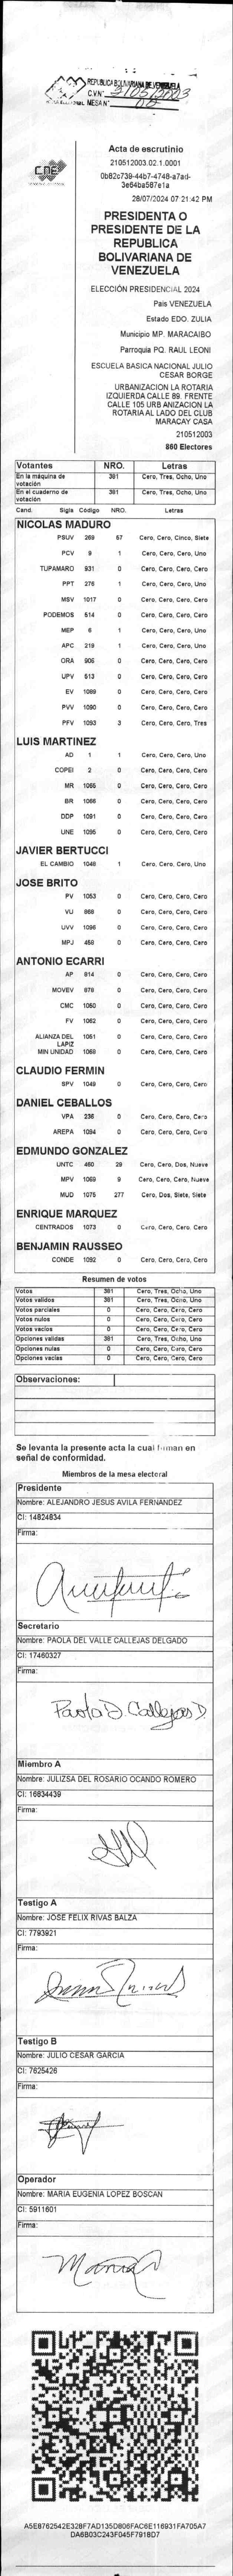 REPUBLICA BOLIVARIANA DE VENEZUELA
C.V.N°
MESA N°
CNE
Acta de escrutinio
210512003.02.1.0001
0b82c739-44b7-4748-a7ad-
3e64ba587e1a
28/07/2024 07:21:42 PM
PRESIDENTA O
PRESIDENTE DE LA
REPUBLICA
BOLIVARIANA DE
VENEZUELA
ELECCIÓN PRESIDENCIAL 2024
Pais VENEZUELA
Estado EDO. ZULIA
Municipio MP. MARACAIBO
Parroquia PQ. RAUL LEONI
ESCUELA BASICA NACIONAL JULIO
CESAR BORGE
URBANIZACION LA ROTARIA
IZQUIERDA CALLE 89. FRENTE
CALLE 105 URB ANIZACION LA
ROTARIA AL LADO DEL CLUB
MARACAY CASA
210512003
860 Electores
Votantes NRO. Letras
En la máquina de votación 381 Cero, Tres, Ocho, Uno
En el cuaderno de votación 381 Cero, Tres, Ocho, Uno
Cand. Sigla Código NRO. Letras
NICOLAS MADURO
PSUV 269 57 Cero, Cero, Cinco, Siete
PCV 9 1 Cero, Cero, Cero, Uno
TUPAMARO 931 0 Cero, Cero, Cero, Cero
PPT 276 1 Cero, Cero, Cero, Uno
MSV 1017 0 Cero, Cero, Cero, Cero
PODEMOS 514 0 Cero, Cero, Cero, Cero
MEP 6 1 Cero, Cero, Cero, Uno
APC 219 1 Cero, Cero, Cero, Uno
ORA 906 0 Cero, Cero, Cero, Cero
UPV 513 0 Cero, Cero, Cero, Cero
EV 1089 0 Cero, Cero, Cero, Cero
PVV 1090 0 Cero, Cero, Cero, Cero
PFV 1093 3 Cero, Cero, Cero, Tres
LUIS MARTINEZ
AD 1 1 Cero, Cero, Cero, Uno
COPEI 2 0 Cero, Cero, Cero, Cero
MR 1065 0 Cero, Cero, Cero, Cero
BR 1066 0 Cero, Cero, Cero, Cero
DDP 1091 0 Cero, Cero, Cero, Cero
UNE 1095 0 Cero, Cero, Cero, Cero
JAVIER BERTUCCI
EL CAMBIO 1048 1 Cero, Cero, Cero, Uno
JOSE BRITO
PV 1053 0 Cero, Cero, Cero, Cero
VU 868 0 Cero, Cero, Cero, Cero
UVV 1096 0 Cero, Cero, Cero, Cero
MPJ 458 0 Cero, Cero, Cero, Cero
ANTONIO ECARRI
AP 814 0 Cero, Cero, Cero, Cero
MOVEV 878 0 Cero, Cero, Cero, Cero
CMC 1050 0 Cero, Cero, Cero, Cero
FV 1062 0 Cero, Cero, Cero, Cero
ALIANZA DEL LAPIZ 1051 0 Cero, Cero, Cero, Cero
MIN UNIDAD 1068 0 Cero, Cero, Cero, Cero
CLAUDIO FERMIN
SPV 1049 0 Cero, Cero, Cero, Cero
DANIEL CEBALLOS
VPA 236 0 Cero, Cero, Cero, Cero
AREPA 1094 0 Cero, Cero, Cero, Cero
EDMUNDO GONZALEZ
UNTC 460 29 Cero, Cero, Dos, Nueve
MPV 1069 9 Cero, Cero, Cero, Nueve
MUD 1075 277 Cero, Dos, Siete, Siete
ENRIQUE MARQUEZ
CENTRADOS 1073 0 Cero, Cero, Cero, Cero
BENJAMIN RAUSSEO
CONDE 1092 0 Cero, Cero, Cero, Cero
Resumen de votos
Votos 381 Cero, Tres, Ocho, Uno
Votos validos 381 Cero, Tres, Ocho, Uno
Votos parciales 0 Cero, Cero, Cero, Cero
Votos nulos 0 Cero, Cero, Cero, Cero
Votos vacios 0 Cero, Cero, Cero, Cero
Opciones validas 381 Cero, Tres, Ocho, Uno
Opciones nulas 0 Cero, Cero, Cero, Cero
Opciones vacias 0 Cero, Cero, Cero, Cero
Observaciones:
Se levanta la presente acta la cual firman en
señal de conformidad.
Miembros de la mesa electoral
Presidente
Nombre: ALEJANDRO JESUS AVILA FERNANDEZ
CI: 14824834
Firma:
Secretario
Nombre: PAOLA DEL VALLE CALLEJAS DELGADO
CI: 17460327
Firma:
Paola D Callejas D.
Miembro A
Nombre: JULIZSA DEL ROSARIO OCANDO ROMERO
CI: 16834439
Firma:
Testigo A
Nombre: JOSE FELIX RIVAS BALZA
CI: 7793921
Firma:
Testigo B
Nombre: JULIO CESAR GARCIA
CI: 7625426
Firma:
Operador
Nombre: MARIA EUGENIA LOPEZ BOSCAN
CI: 5911601
Firma:
A5E8762542E328F7AD135D806FAC6E116931FA705A7
DA6B03C243F045F7918D7